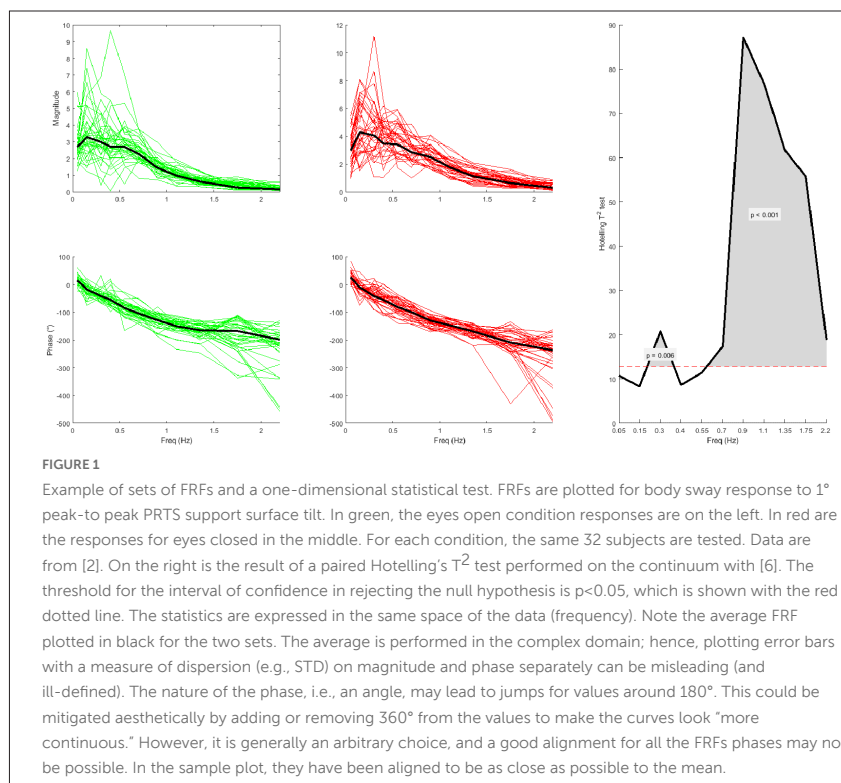 10
9
8
7
6
5
4
3
2
1
0
Magnitude
0 0.5 1 1.5 2
12
10
8
6
4
2
0
0 0.5 1 1.5 2
100
0
-100
-200
-300
-400
-500
Phase (°)
0 0.5 1 1.5 2
Freq (Hz)
100
0
-100
-200
-300
-400
-500
0 0.5 1 1.5 2
Freq (Hz)
90
80
70
60
50
40
30
20
10
0
Hotelling T² test
p < 0.001
p = 0.006
0.05 0.15 0.3 0.4 0.55 0.7 0.9 1.1 1.35 1.75 2.2
Freq (Hz)
FIGURE 1
Example of sets of FRFs and a one-dimensional statistical test. FRFs are plotted for body sway response to 1°
peak-to peak PRTS support surface tilt. In green, the eyes open condition responses are on the left. In red are
the responses for eyes closed in the middle. For each condition, the same 32 subjects are tested. Data are
from [2]. On the right is the result of a paired Hotelling's T² test performed on the continuum with [6]. The
threshold for the interval of confidence in rejecting the null hypothesis is p<0.05, which is shown with the red
dotted line. The statistics are expressed in the same space of the data (frequency). Note the average FRF
plotted in black for the two sets. The average is performed in the complex domain; hence, plotting error bars
with a measure of dispersion (e.g., STD) on magnitude and phase separately can be misleading (and
ill-defined). The nature of the phase, i.e., an angle, may lead to jumps for values around 180°. This could be
mitigated aesthetically by adding or removing 360° from the values to make the curves look "more
continuous." However, it is generally an arbitrary choice, and a good alignment for all the FRFs phases may no
be possible. In the sample plot, they have been aligned to be as close as possible to the mean.